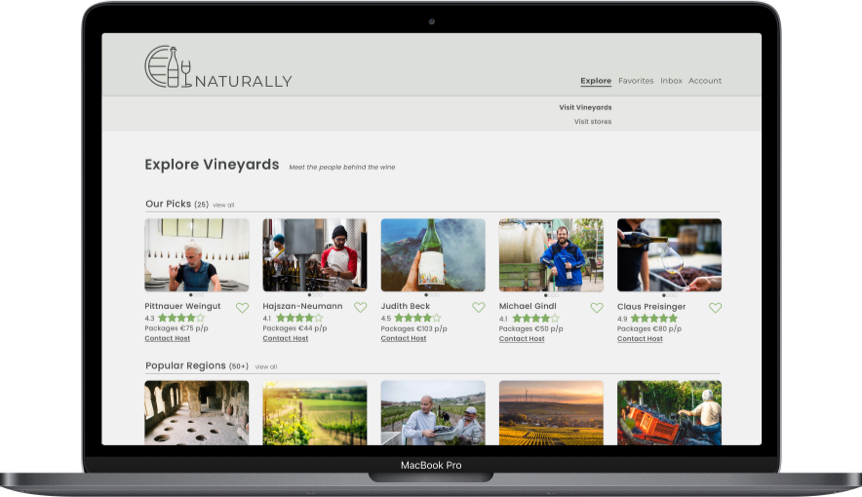 NATURALLY
Explore Favorites Inbox Account
Visit Vineyards
Visit stores
Explore Vineyards Meet the people behind the wine
Our Picks (25) view all
Pittnauer Weingut
4.3
Packages €75 p/p
Contact Host
Hajszan-Neumann
4.1
Packages €44 p/p
Contact Host
Judith Beck
4.5
Packages €103 p/p
Contact Host
Michael Gindl
4.1
Packages €50 p/p
Contact Host
Claus Preisinger
4.9
Packages €80 p/p
Contact Host
Popular Regions (50+) view all
MacBook Pro